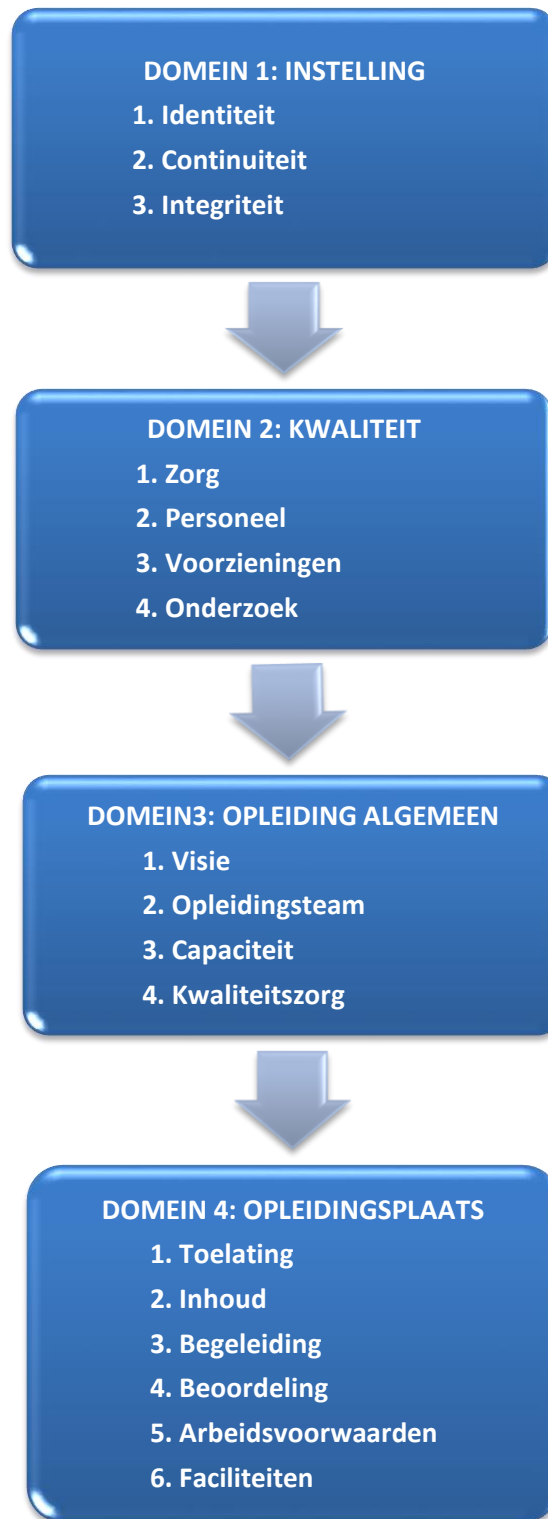 DOMEIN 1: INSTELLING
1. Identiteit
2. Continuiteit
3. Integriteit
DOMEIN 2: KWALITEIT
1. Zorg
2. Personeel
3. Voorzieningen
4. Onderzoek
DOMEIN3: OPLEIDING ALGEMEEN
1. Visie
2. Opleidingsteam
3. Capaciteit
4. Kwaliteitszorg
DOMEIN 4: OPLEIDINGSPLAATS
1. Toelating
2. Inhoud
3. Begeleiding
4. Beoordeling
5. Arbeidsvoorwaarden
6. Faciliteiten